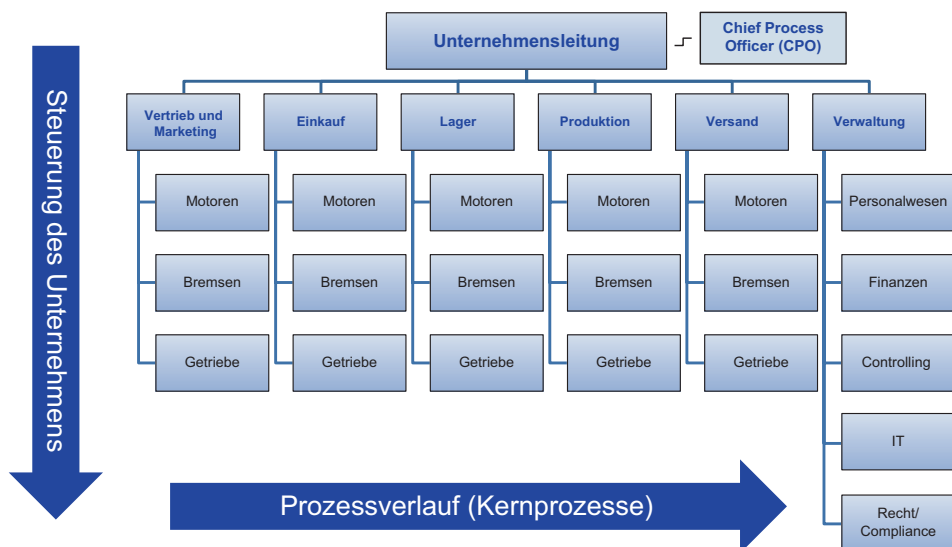 Unternehmensleitung
Chief Process
Officer (CPO)
Steuerung des Unternehmens
Vertrieb und
Marketing
Einkauf
Lager
Produktion
Versand
Verwaltung
Motoren
Motoren
Motoren
Motoren
Motoren
Personalwesen
Bremsen
Bremsen
Bremsen
Bremsen
Bremsen
Finanzen
Getriebe
Getriebe
Getriebe
Getriebe
Getriebe
Controlling
IT
Prozessverlauf (Kernprozesse)
Recht/
Compliance